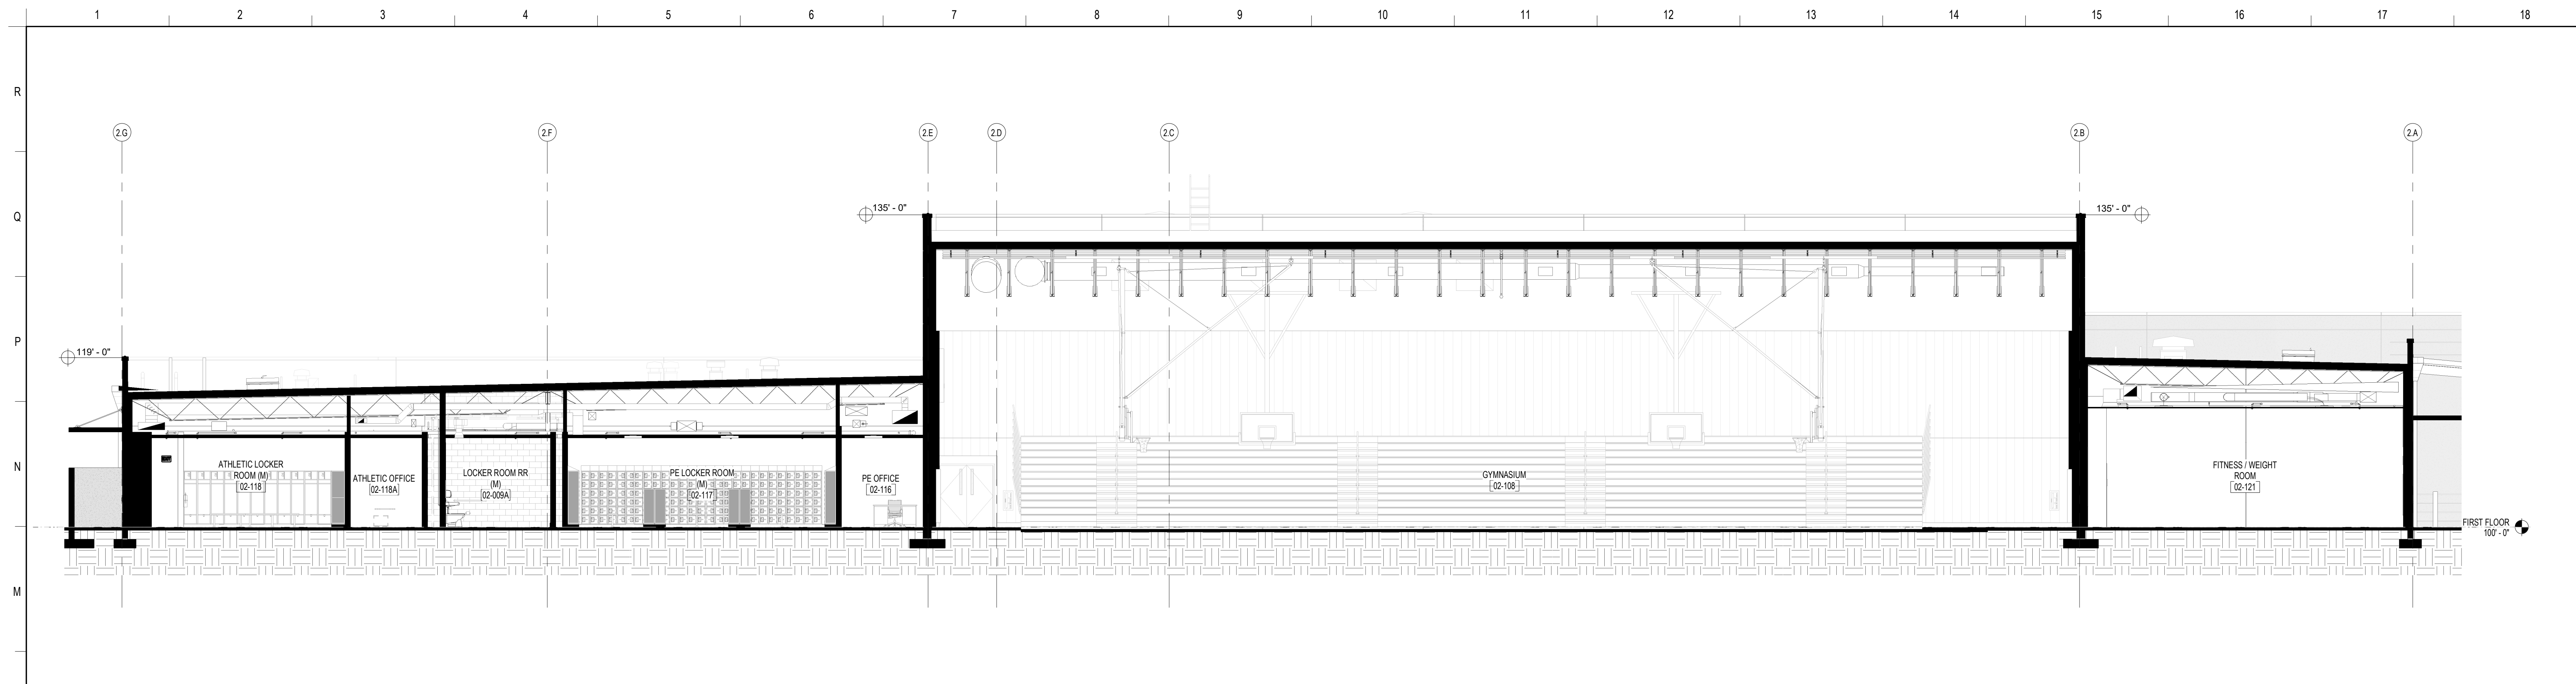 1 2 3 4 5 6 7 8 9 10 11 12 13 14 15 16 17 18
R
2.G 2.F 2.E 2.D 2.C 2.B 2.A
Q
135' - 0" 135' - 0"
P
119' - 0"
N
ATHLETIC LOCKER
ROOM (M)
02-118
ATHLETIC OFFICE
02-118A
LOCKER ROOM RR
(M)
02-009A
PE LOCKER ROOM
(M)
02-117
PE OFFICE
02-116
GYMNASIUM
02-108
FITNESS / WEIGHT
ROOM
02-121
FIRST FLOOR
100' - 0"
M